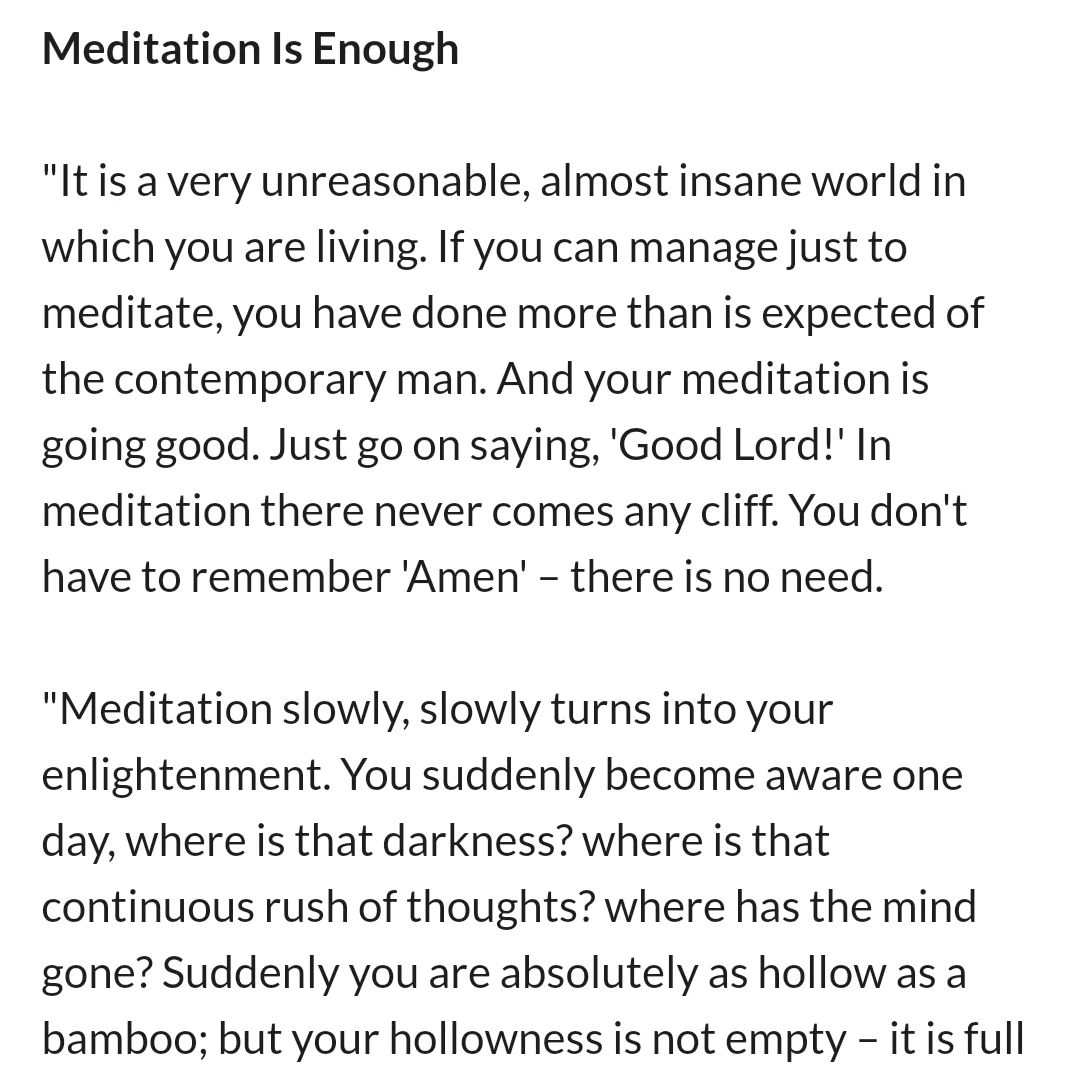 Meditation Is Enough
"It is a very unreasonable, almost insane world in
which you are living. If you can manage just to
meditate, you have done more than is expected of
the contemporary man. And your meditation is
going good. Just go on saying, 'Good Lord!' In
meditation there never comes any cliff. You don't
have to remember 'Amen' – there is no need.
"Meditation slowly, slowly turns into your
enlightenment. You suddenly become aware one
day, where is that darkness? where is that
continuous rush of thoughts? where has the mind
gone? Suddenly you are absolutely as hollow as a
bamboo; but your hollowness is not empty – it is full